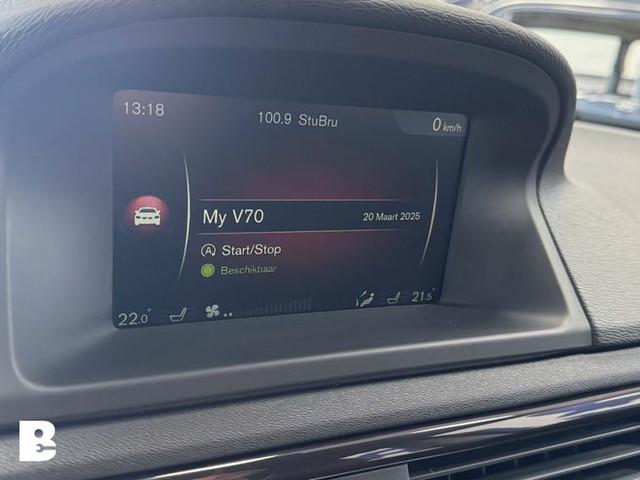 13:18
100.9 StuBru
0 km/h
My V70
20 Maart 2025
Start/Stop
Beschikbaar
22.0°
21.5°
B